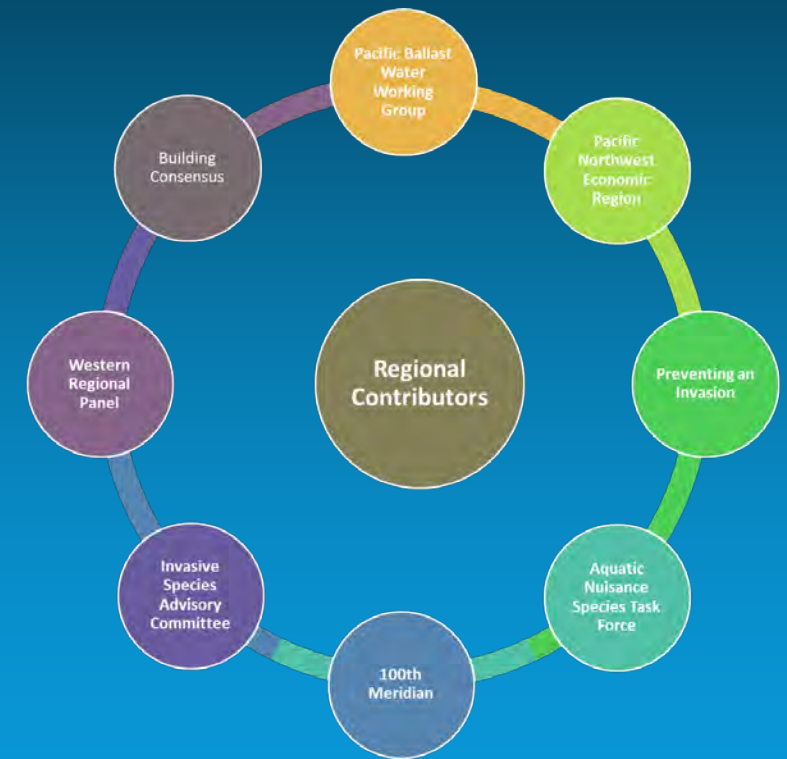 Pacific Ballast
Water
Working
Group
Pacific
Northwest
Economic
Region
Preventing an
Invasion
Aquatic
Nuisance
Species Task
Force
100th
Meridian
Invasive
Species
Advisory
Committee
Western
Regional
Panel
Building
Consensus
Regional
Contributors